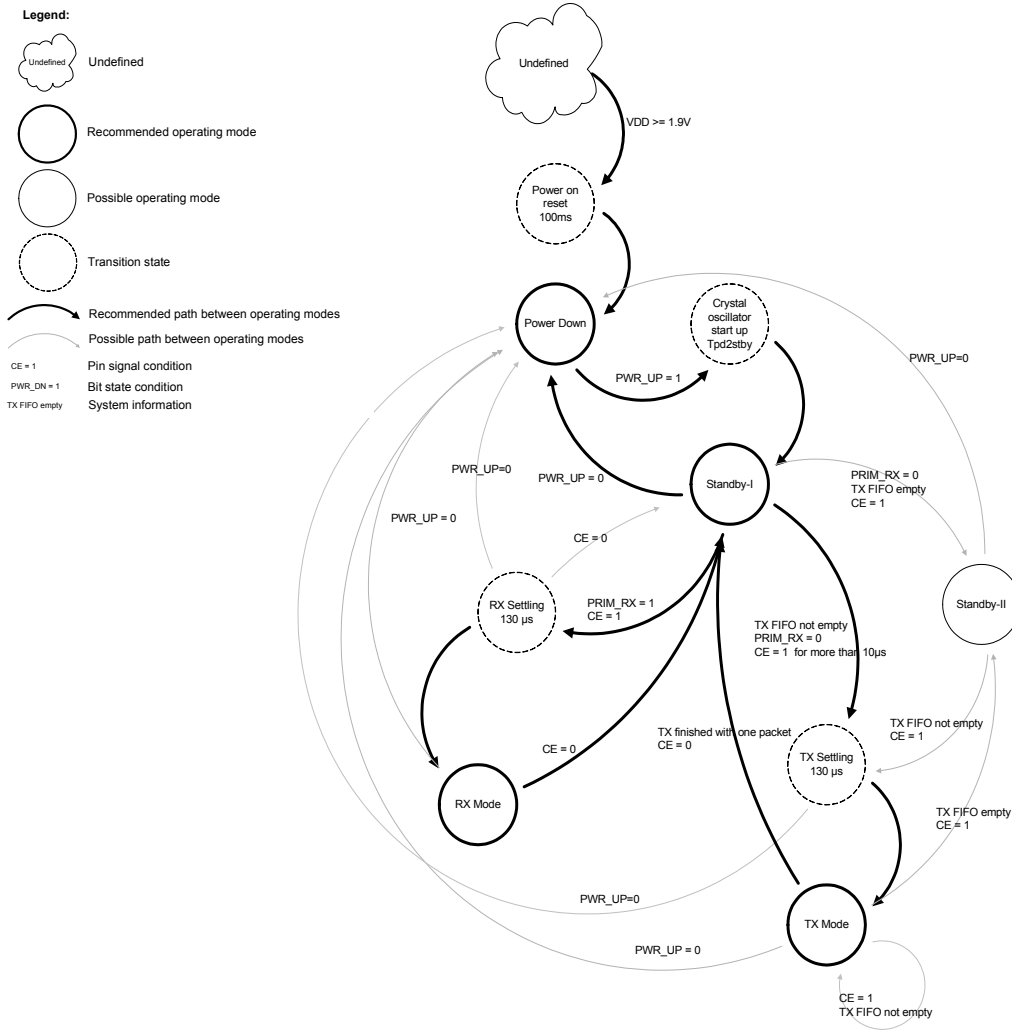 Legend:
Undefined
Undefined
Recommended operating mode
Possible operating mode
Transition state
Recommended path between operating modes
Possible path between operating modes
CE = 1
Pin signal condition
PWR_DN = 1
Bit state condition
TX FIFO empty
System information
Undefined
VDD >= 1.9V
Power on
reset
100ms
Power Down
Crystal
oscillator
start up
Tpd2stby
PWR_UP = 1
PWR_UP=0
PWR_UP=0
PWR_UP = 0
Standby-I
PRIM_RX = 0
TX FIFO empty
CE = 1
PWR_UP = 0
CE = 0
RX Settling
130 µs
PRIM_RX = 1
CE = 1
Standby-II
TX FIFO not empty
PRIM_RX = 0
CE = 1 for more than 10µs
TX FIFO not empty
CE = 1
TX finished with one packet
CE = 0
CE = 0
TX Settling
130 µs
RX Mode
TX FIFO empty
CE = 1
PWR_UP=0
TX Mode
PWR_UP = 0
CE = 1
TX FIFO not empty